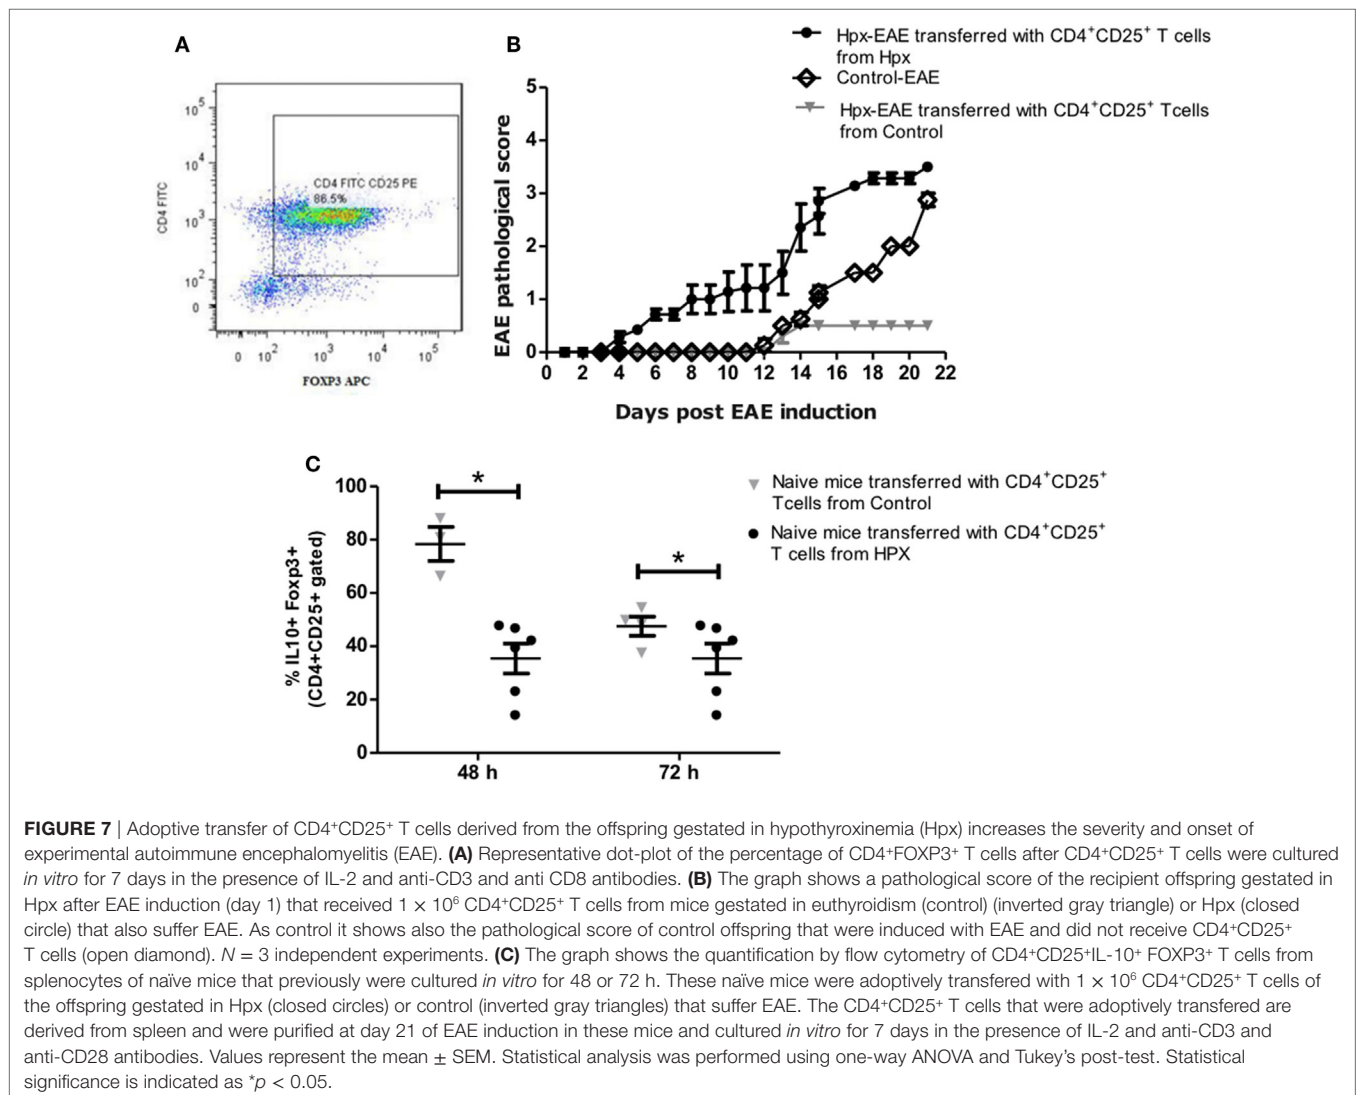 A
10⁵
10⁴
10³
10²
0
CD4 FITC
CD4 FITC CD25 PE
86.5%
0 10² 10³ 10⁴ 10⁵
FOXP3 APC
B
Hpx-EAE transferred with CD4⁺CD25⁺ T cells
from Hpx
Control-EAE
Hpx-EAE transferred with CD4⁺CD25⁺ Tcells
from Control
EAE pathological score
5
4
3
2
1
0
0 2 4 6 8 10 12 14 16 18 20 22
Days post EAE induction
C
% IL10+ Foxp3+
(CD4+CD25+ gated)
100
80
60
40
20
0
* *
48 h 72 h
Naive mice transferred with CD4⁺CD25⁺
Tcells from Control
Naive mice transferred with CD4⁺CD25⁺
T cells from HPX
FIGURE 7 | Adoptive transfer of CD4⁺CD25⁺ T cells derived from the offspring gestated in hypothyroxinemia (Hpx) increases the severity and onset of
experimental autoimmune encephalomyelitis (EAE). (A) Representative dot-plot of the percentage of CD4⁺FOXP3⁺ T cells after CD4⁺CD25⁺ T cells were cultured
in vitro for 7 days in the presence of IL-2 and anti-CD3 and anti CD8 antibodies. (B) The graph shows a pathological score of the recipient offspring gestated in
Hpx after EAE induction (day 1) that received 1 × 10⁶ CD4⁺CD25⁺ T cells from mice gestated in euthyroidism (control) (inverted gray triangle) or Hpx (closed
circle) that also suffer EAE. As control it shows also the pathological score of control offspring that were induced with EAE and did not receive CD4⁺CD25⁺
T cells (open diamond). N = 3 independent experiments. (C) The graph shows the quantification by flow cytometry of CD4⁺CD25⁺IL-10⁺ FOXP3⁺ T cells from
splenocytes of naïve mice that previously were cultured in vitro for 48 or 72 h. These naïve mice were adoptively transfered with 1 × 10⁶ CD4⁺CD25⁺ T cells of
the offspring gestated in Hpx (closed circles) or control (inverted gray triangles) that suffer EAE. The CD4⁺CD25⁺ T cells that were adoptively transfered are
derived from spleen and were purified at day 21 of EAE induction in these mice and cultured in vitro for 7 days in the presence of IL-2 and anti-CD3 and
anti-CD28 antibodies. Values represent the mean ± SEM. Statistical analysis was performed using one-way ANOVA and Tukey's post-test. Statistical
significance is indicated as *p < 0.05.